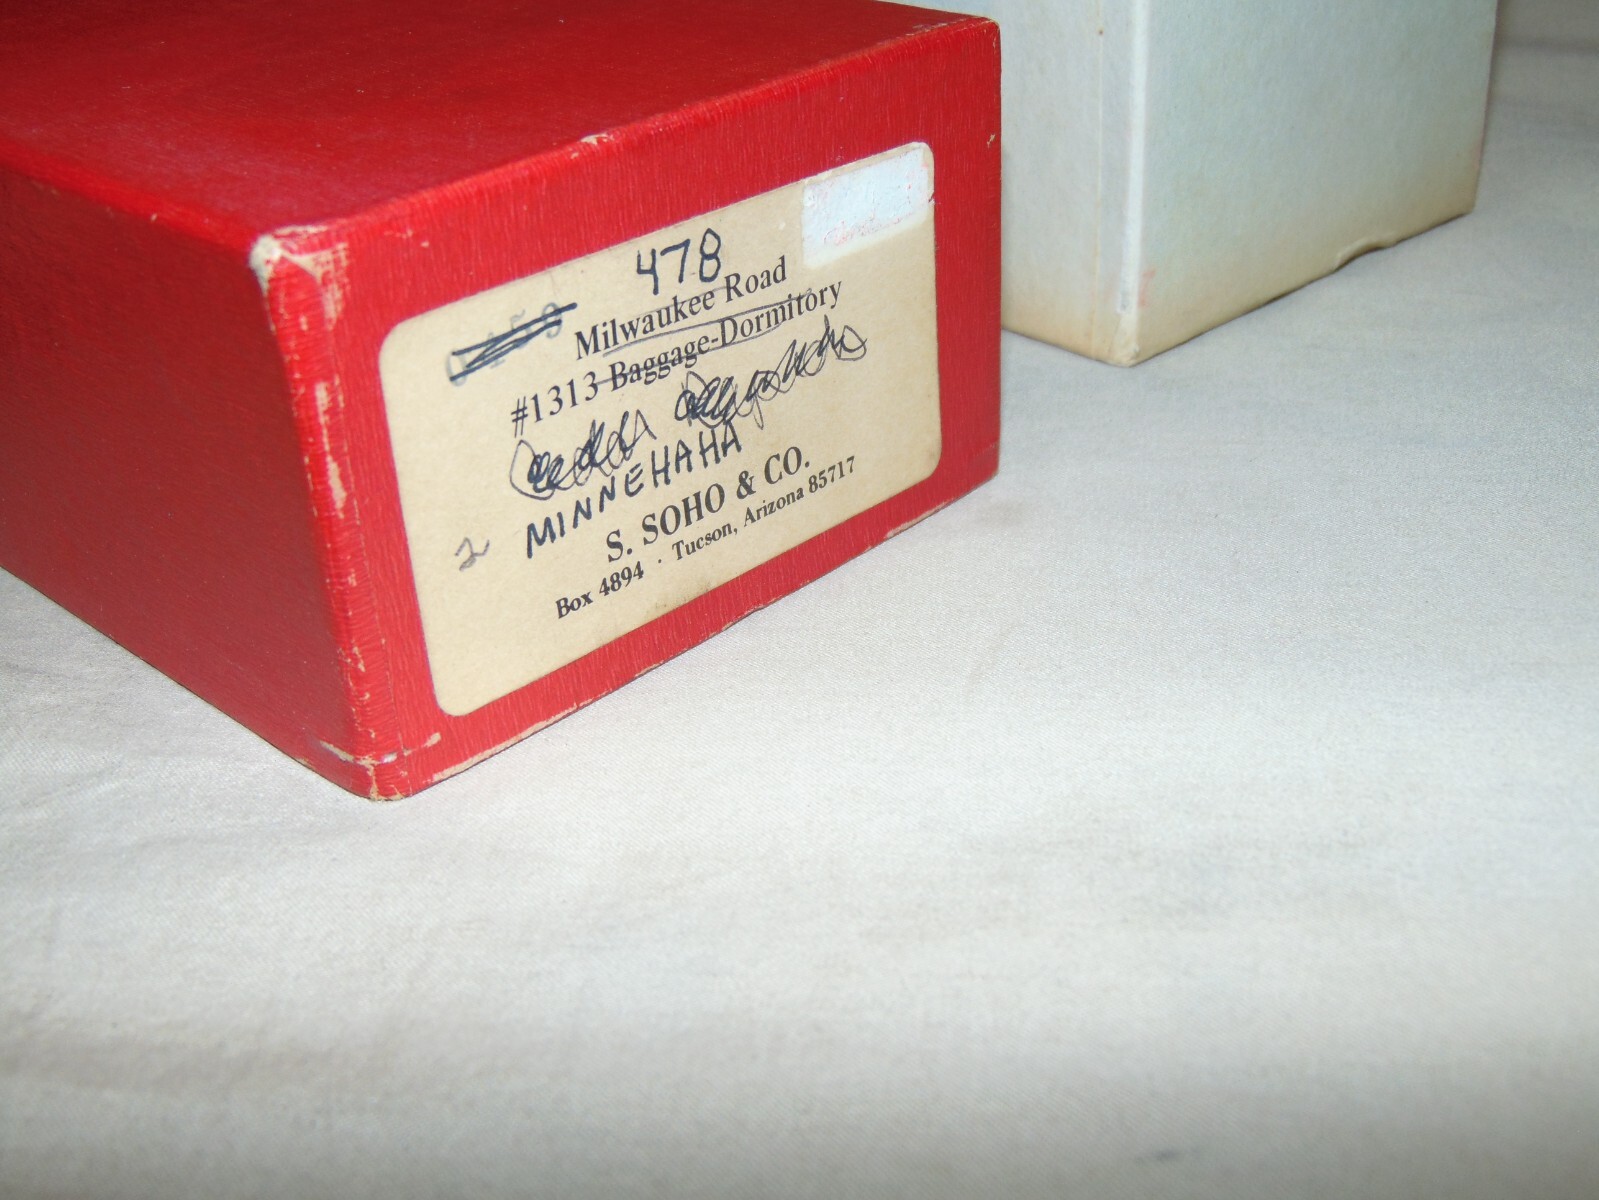 478
Milwaukee Road
#1313 Baggage-Dormitory
2 MINNEHAHA
S. SOHO & CO.
Box 4894 · Tucson, Arizona 85717